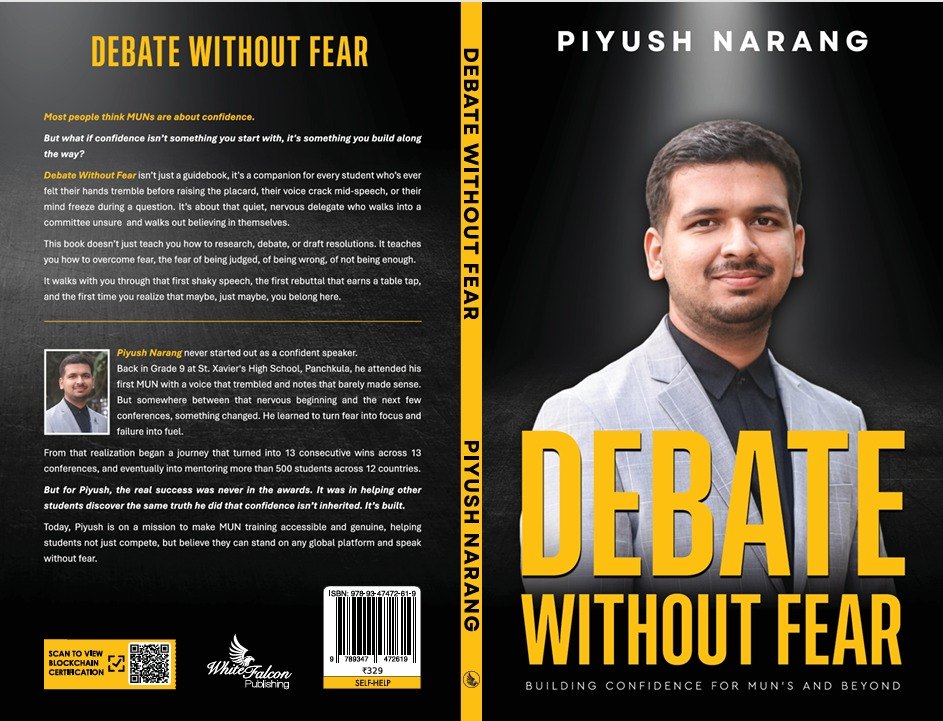 DEBATE WITHOUT FEAR
Most people think MUNs are about confidence.
But what if confidence isn't something you start with, it's something you build along
the way?
Debate Without Fear isn't just a guidebook, it's a companion for every student who's ever
felt their hands tremble before raising the placard, their voice crack mid-speech, or their
mind freeze during a question. It's about that quiet, nervous delegate who walks into a
committee unsure and walks out believing in themselves.
This book doesn't just teach you how to research, debate, or draft resolutions. It teaches
you how to overcome fear, the fear of being judged, of being wrong, of not being enough.
It walks with you through that first shaky speech, the first rebuttal that earns a table tap,
and the first time you realize that maybe, just maybe, you belong here.
Piyush Narang never started out as a confident speaker.
Back in Grade 9 at St. Xavier's High School, Panchkula, he attended his
first MUN with a voice that trembled and notes that barely made sense.
But somewhere between that nervous beginning and the next few
conferences, something changed. He learned to turn fear into focus and
failure into fuel.
From that realization began a journey that turned into 13 consecutive wins across 13
conferences, and eventually into mentoring more than 500 students across 12 countries.
But for Piyush, the real success was never in the awards. It was in helping other
students discover the same truth he did that confidence isn't inherited. It's built.
Today, Piyush is on a mission to make MUN training accessible and genuine, helping
students not just compete, but believe they can stand on any global platform and speak
without fear.
SCAN TO VIEW
BLOCKCHAIN
CERTIFICATION
White Falcon
Publishing
ISBN: 978-93-47472-61-9
9 789347 472619
₹329
SELF-HELP
DEBATE WITHOUT FEAR
PIYUSH NARANG
PIYUSH NARANG
DEBATE
WITHOUT FEAR
BUILDING CONFIDENCE FOR MUN'S AND BEYOND